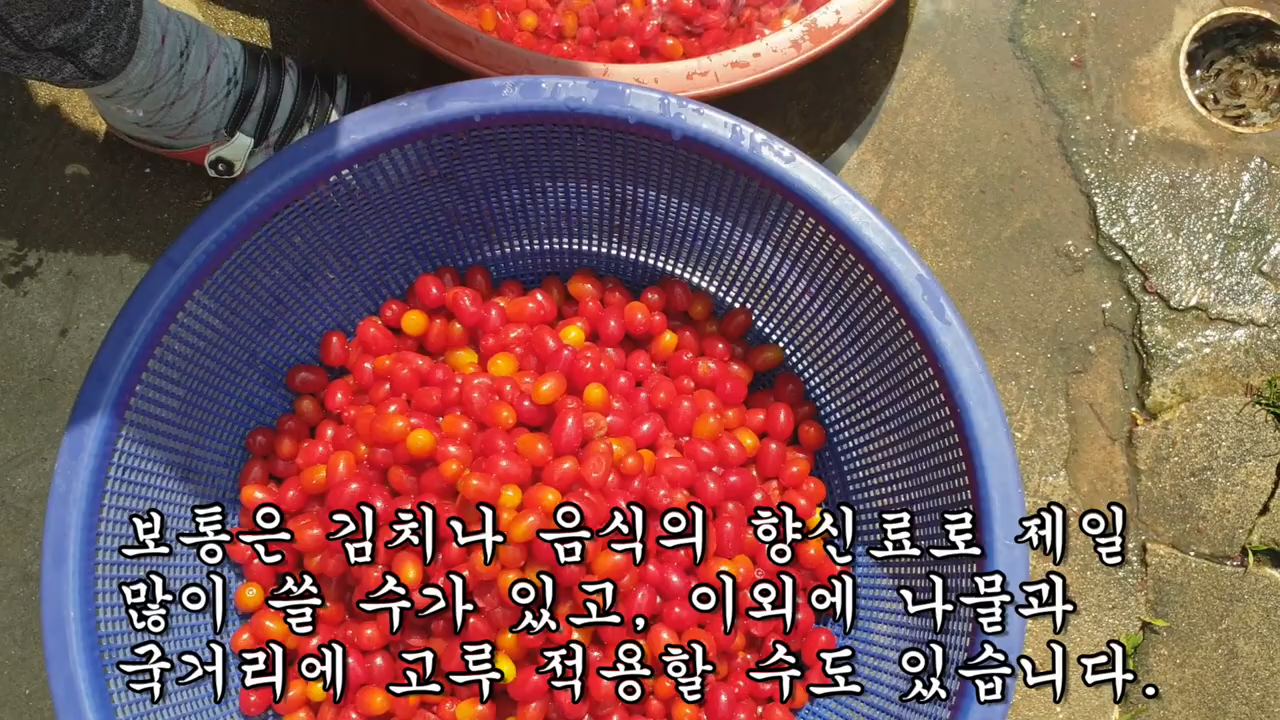 보통은 김치나 음식의 향신료로 제일
많이 쓸 수가 있고, 이외에 나물과
국거리에 고루 적용할 수도 있습니다.